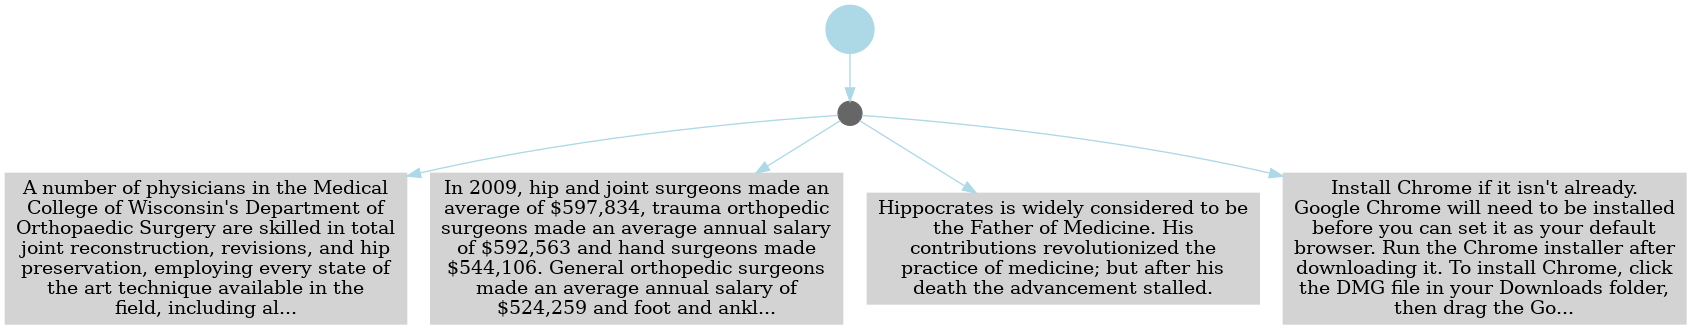 A number of physicians in the Medical
College of Wisconsin's Department of
Orthopaedic Surgery are skilled in total
joint reconstruction, revisions, and hip
preservation, employing every state of
the art technique available in the
field, including al...
In 2009, hip and joint surgeons made an
average of $597,834, trauma orthopedic
surgeons made an average annual salary
of $592,563 and hand surgeons made
$544,106. General orthopedic surgeons
made an average annual salary of
$524,259 and foot and ankl...
Hippocrates is widely considered to be
the Father of Medicine. His
contributions revolutionized the
practice of medicine; but after his
death the advancement stalled.
Install Chrome if it isn't already.
Google Chrome will need to be installed
before you can set it as your default
browser. Run the Chrome installer after
downloading it. To install Chrome, click
the DMG file in your Downloads folder,
then drag the Go...